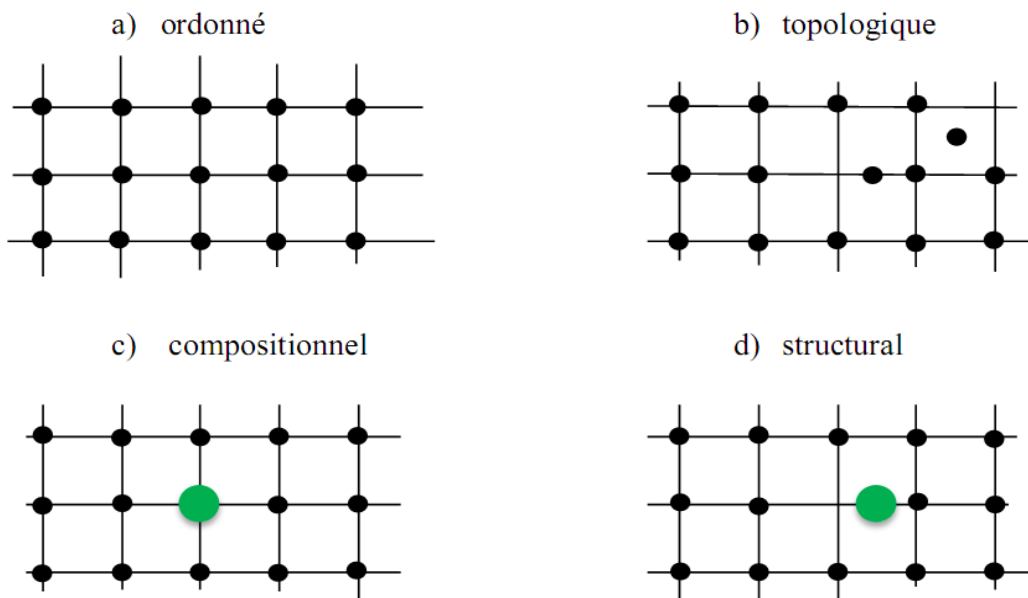 a) ordonné
b) topologique
c) compositionnel
d) structural